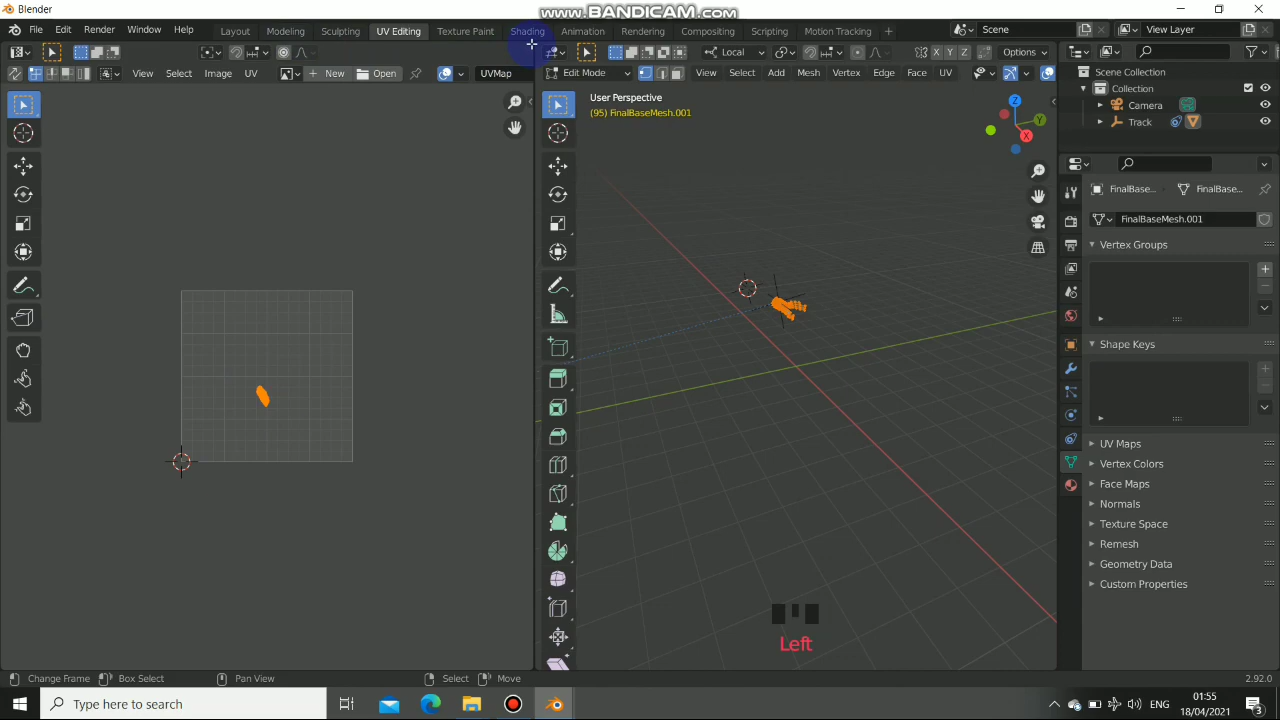 Blender
www.BANDICAM.com
File Edit Render Window Help Layout Modeling Sculpting UV Editing Texture Paint Shading Animation Rendering Compositing Scripting Motion Tracking Scene View Layer
Local X Y Z Options
View Select Image UV New Open UVMap Edit Mode View Select Add Mesh Vertex Edge Face UV
Scene Collection
Collection
User Perspective
Camera
(95) FinalBaseMesh.001
Track
Z
Y
X
FinalBase... FinalBase...
FinalBaseMesh.001
Vertex Groups
Shape Keys
UV Maps
Vertex Colors
Face Maps
Normals
Texture Space
Remesh
Geometry Data
Custom Properties
Left
Change Frame Box Select Pan View Select Move 2.92.0
Type here to search
ENG
01:55
18/04/2021
3